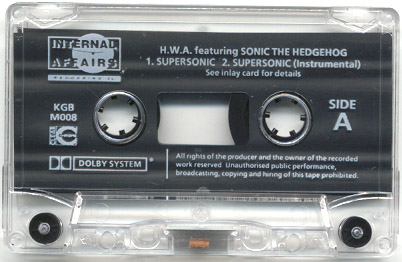 INTERNAL
AFFAIRS
H.W.A. featuring SONIC THE HEDGEHOG
1. SUPERSONIC 2. SUPERSONIC (Instrumental)
See inlay card for details
KGB
M008
SIDE
A
DOLBY SYSTEM
All rights of the producer and the owner of the recorded
work reserved. Unauthorised public performance,
broadcasting, copying and hiring of this tape prohibited.